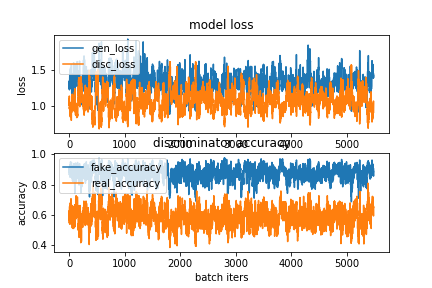 model loss
gen_loss
disc_loss
1.5
1.0
loss
0 1000 2000 3000 4000 5000
discriminator accuracy
fake_accuracy
real_accuracy
1.0
0.8
0.6
0.4
accuracy
0 1000 2000 3000 4000 5000
batch iters